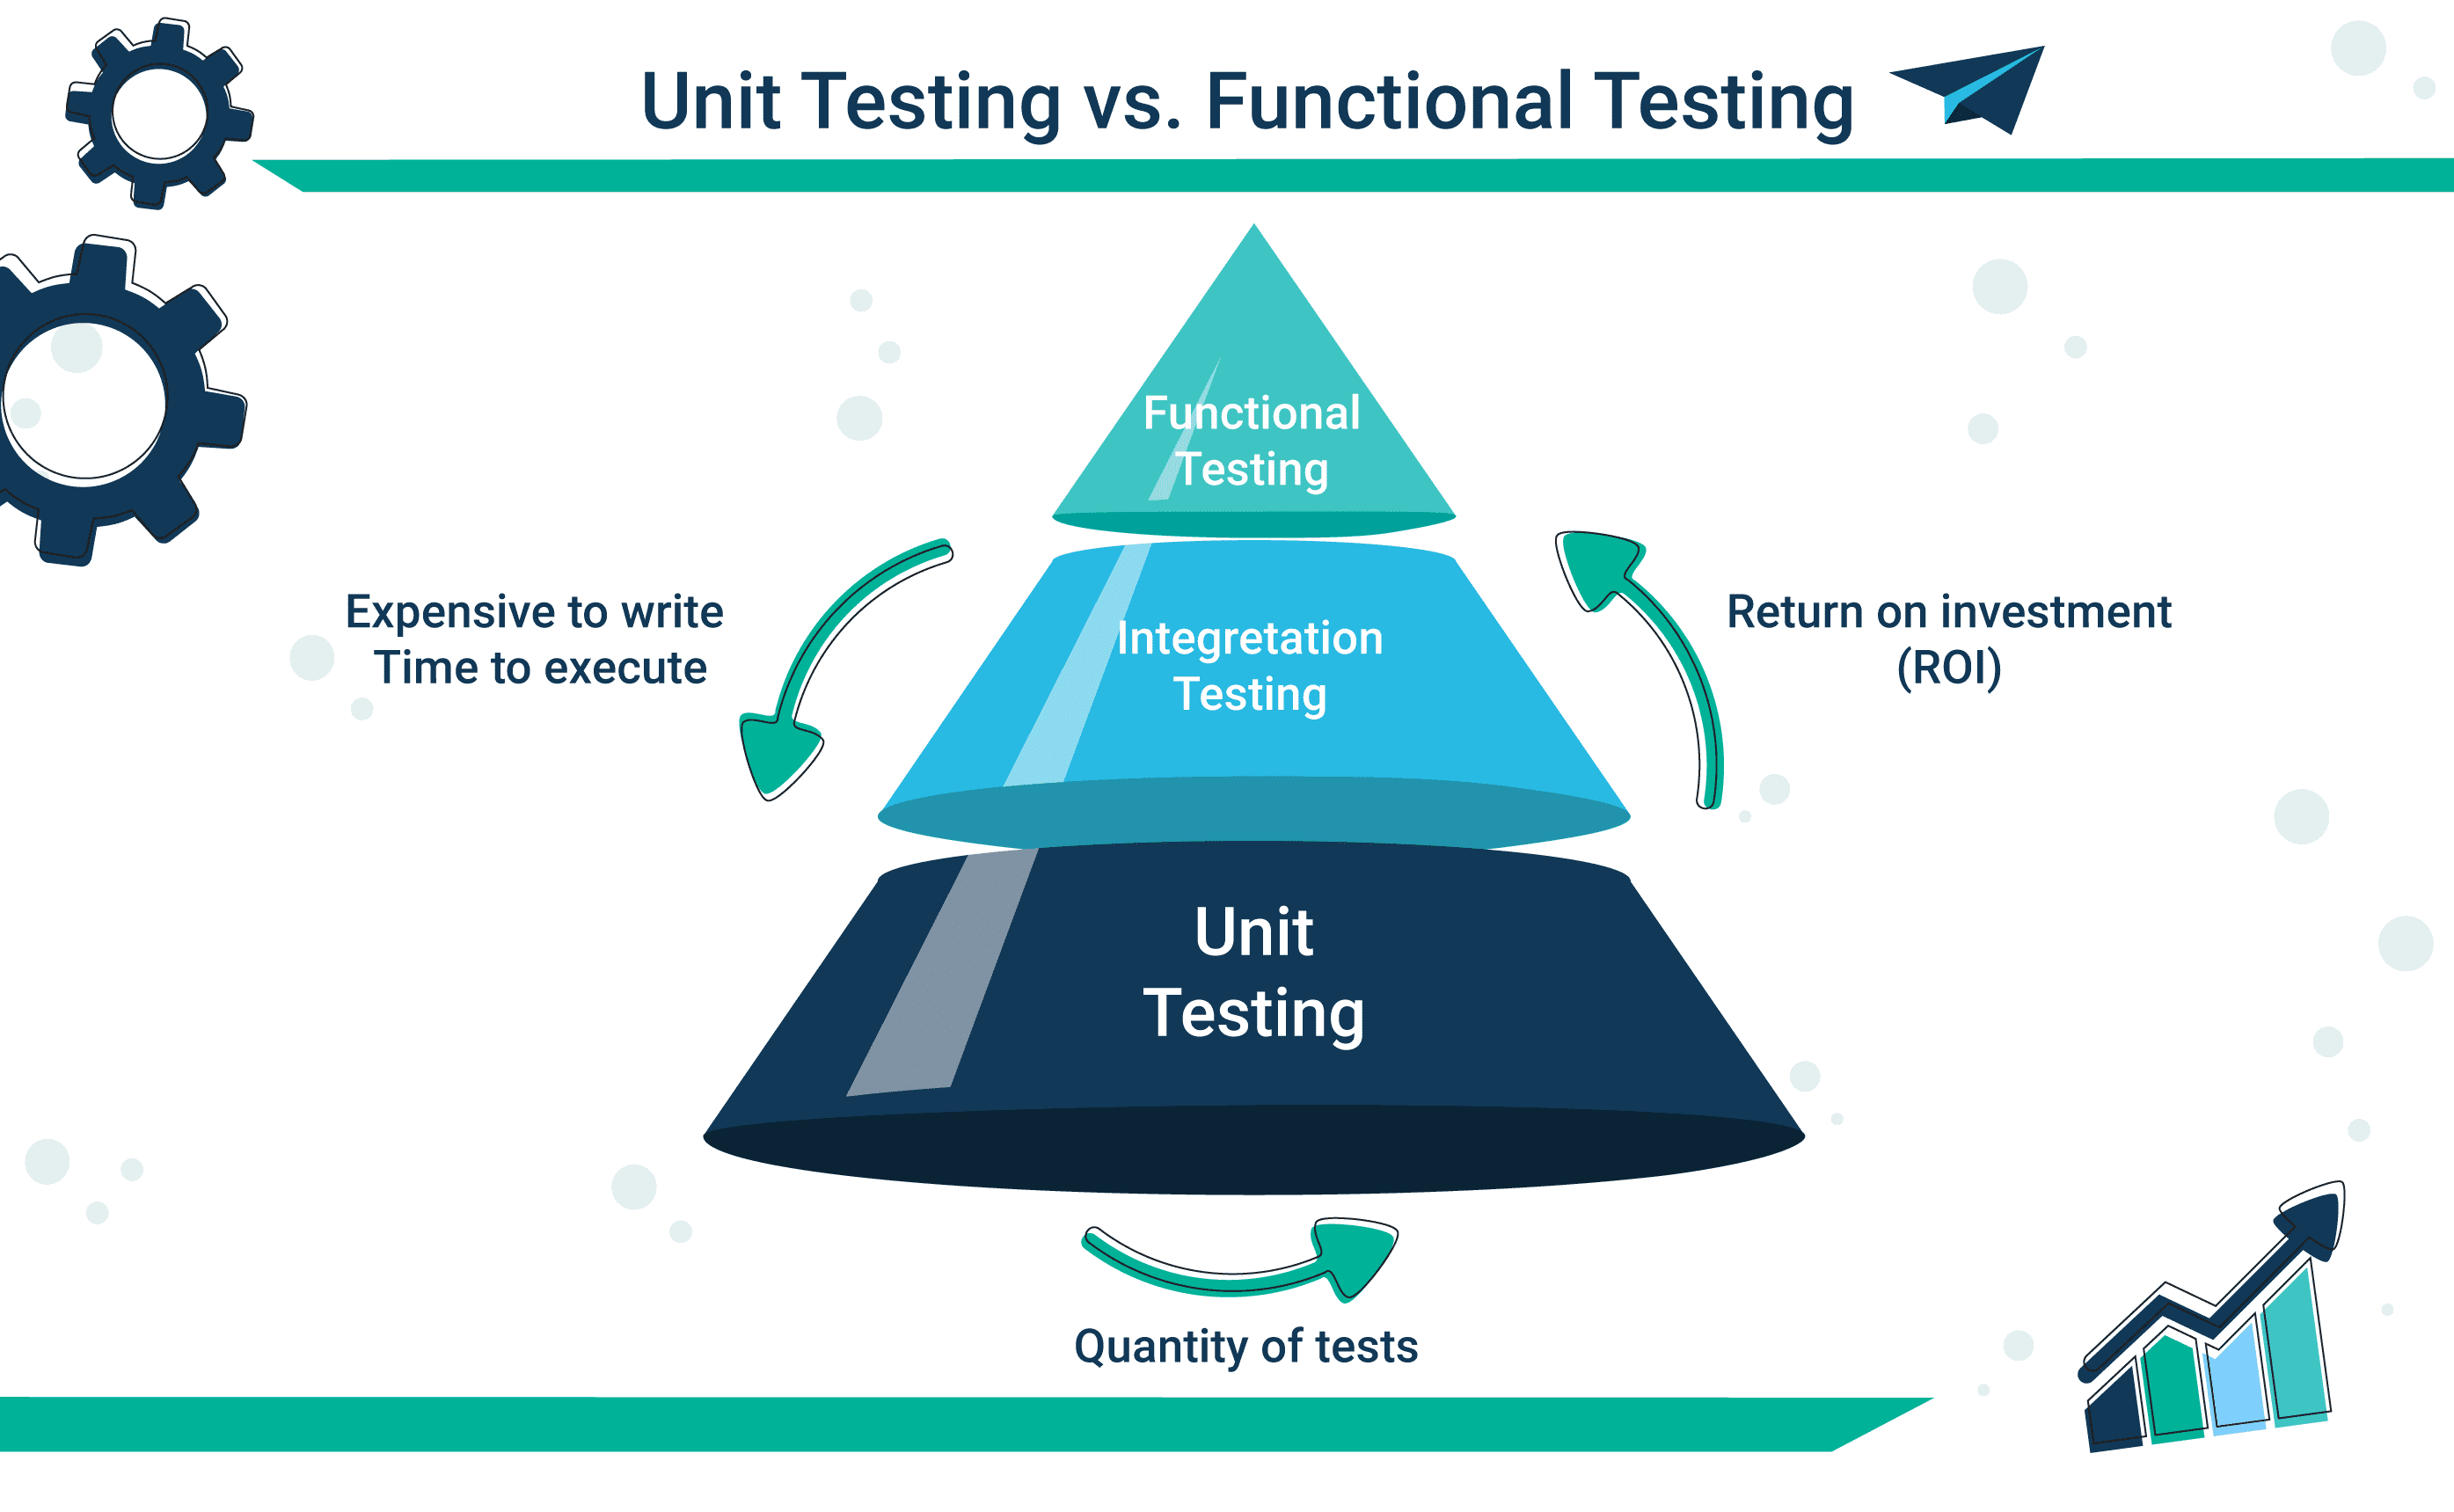 Unit Testing vs. Functional Testing
Functional
Testing
Expensive to write
Time to execute
Integretation
Testing
Return on investment
(ROI)
Unit
Testing
Quantity of tests